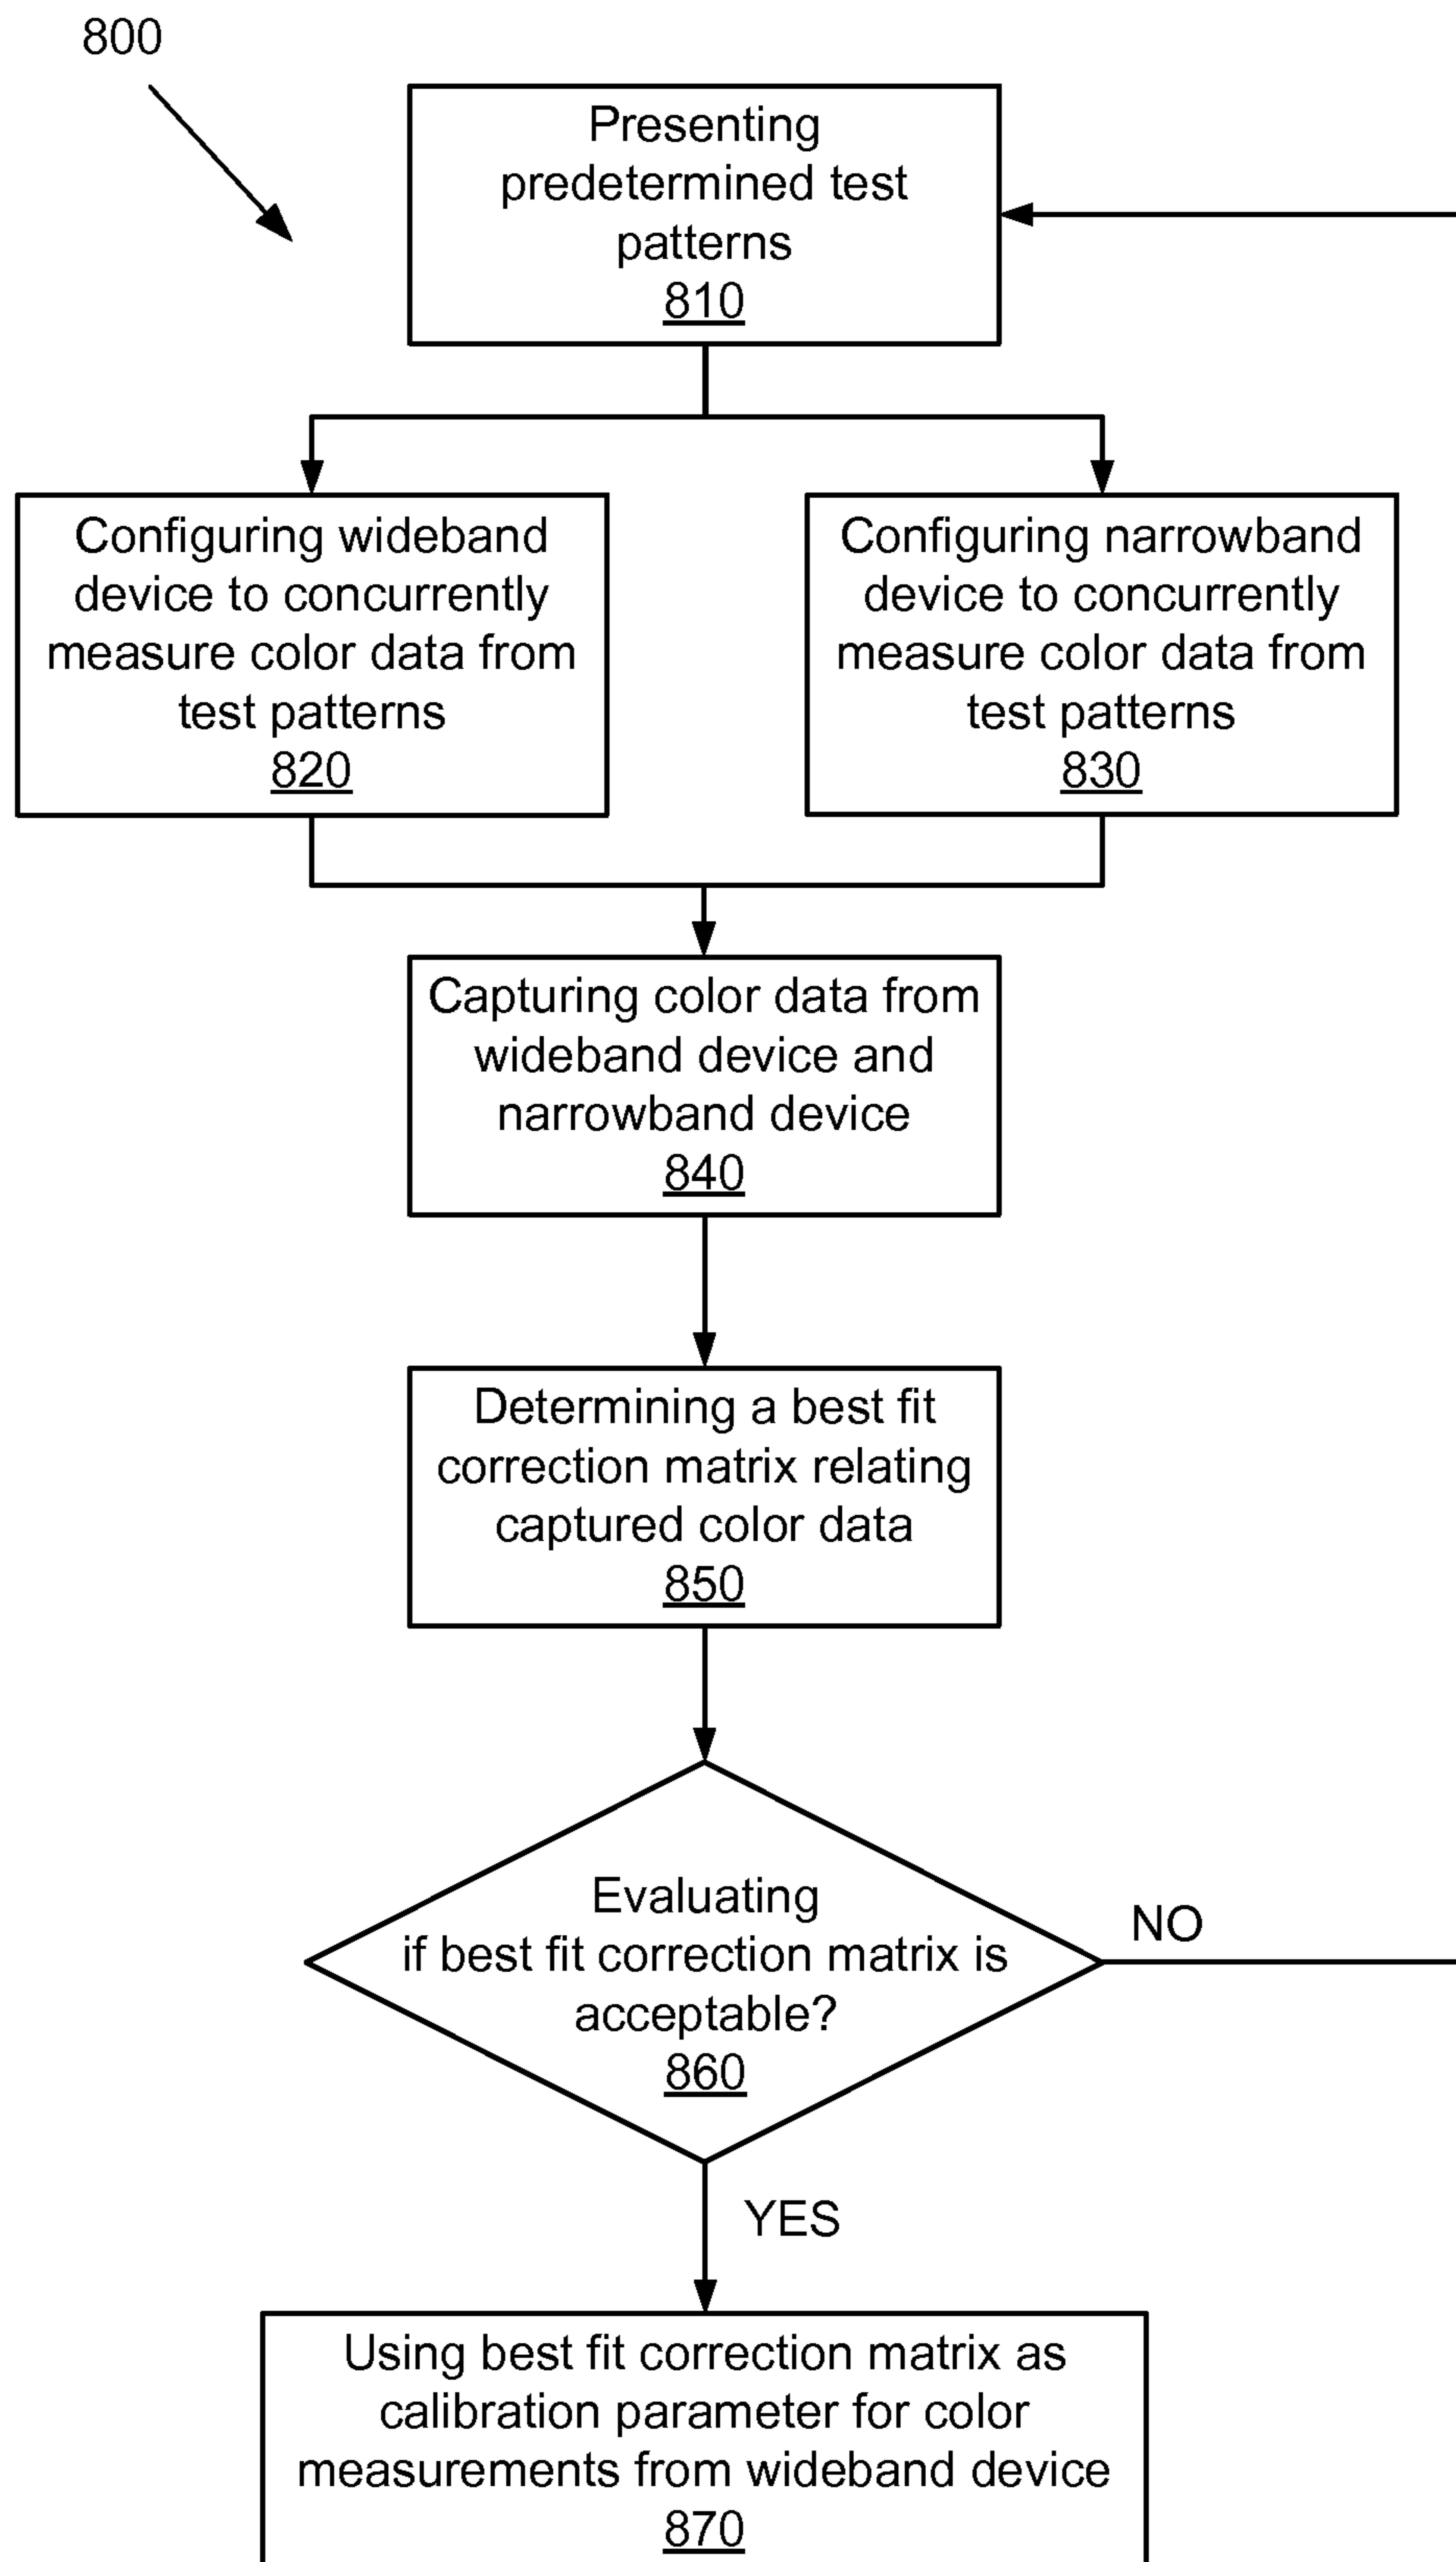 800
Presenting
predetermined test
patterns
810
Configuring wideband
device to concurrently
measure color data from
test patterns
820
Configuring narrowband
device to concurrently
measure color data from
test patterns
830
Capturing color data from
wideband device and
narrowband device
840
Determining a best fit
correction matrix relating
captured color data
850
Evaluating
if best fit correction matrix is
acceptable?
860
NO
YES
Using best fit correction matrix as
calibration parameter for color
measurements from wideband device
870